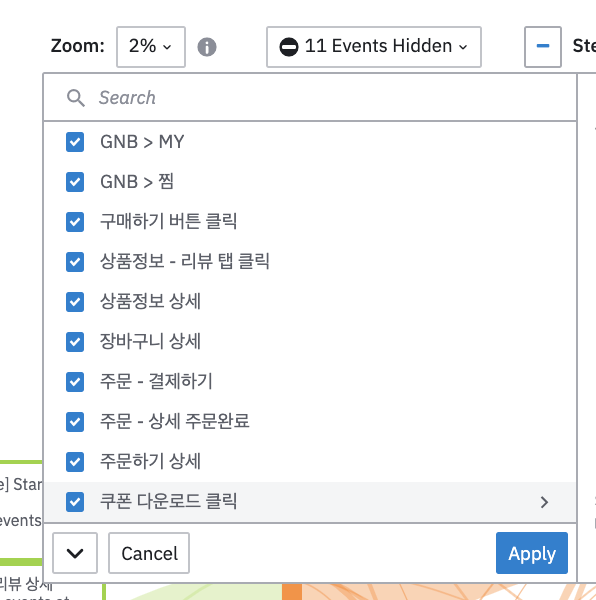 Zoom: 2% 11 Events Hidden Ste
Search
GNB > MY
GNB > 찜
구매하기 버튼 클릭
상품정보 - 리뷰 탭 클릭
상품정보 상세
장바구니 상세
주문 - 결제하기
주문 - 상세 주문완료
주문하기 상세
e] Star
쿠폰 다운로드 클릭
events
Cancel Apply
리뷰 상세
events at